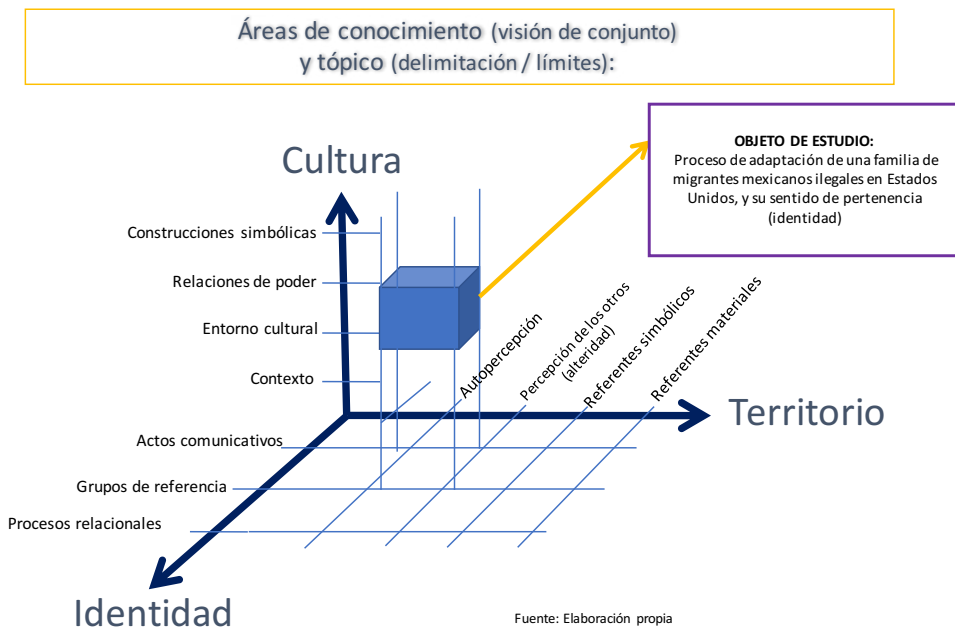 Áreas de conocimiento (visión de conjunto)
y tópico (delimitación / límites):
OBJETO DE ESTUDIO:
Proceso de adaptación de una familia de
migrantes mexicanos ilegales en Estados
Unidos, y su sentido de pertenencia
(identidad)
Cultura
Construcciones simbólicas
Relaciones de poder
Entorno cultural
Contexto
Autopercepción
Percepción de los otros
(alteridad)
Referentes simbólicos
Referentes materiales
Territorio
Actos comunicativos
Grupos de referencia
Procesos relacionales
Identidad
Fuente: Elaboración propia